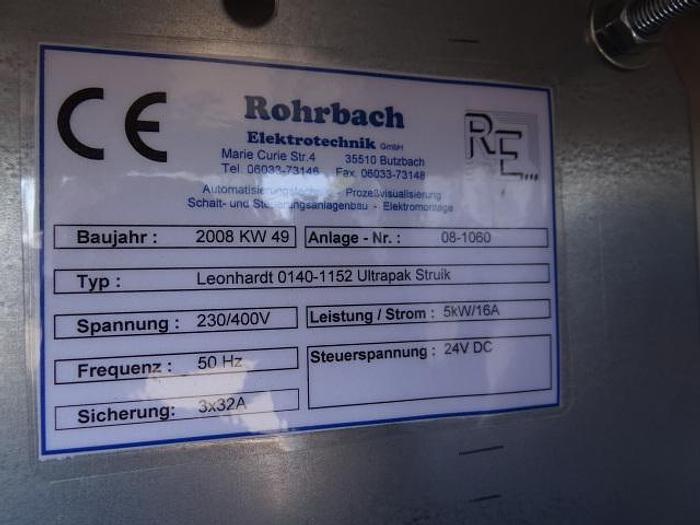 CE
Rohrbach
Elektrotechnik GmbH
RE...
Marie Curie Str.4 35510 Butzbach
Tel. 06033-73146 Fax. 06033-73148
Automatisierungstechnik - Prozeßvisualisierung
Schalt- und Steuerungsanlagenbau - Elektromontage
Baujahr : 2008 KW 49 Anlage - Nr. : 08-1060
Typ : Leonhardt 0140-1152 Ultrapak Struik
Spannung : 230/400V Leistung / Strom : 5kW/16A
Frequenz : 50 Hz Steuerspannung : 24V DC
Sicherung: 3x32A